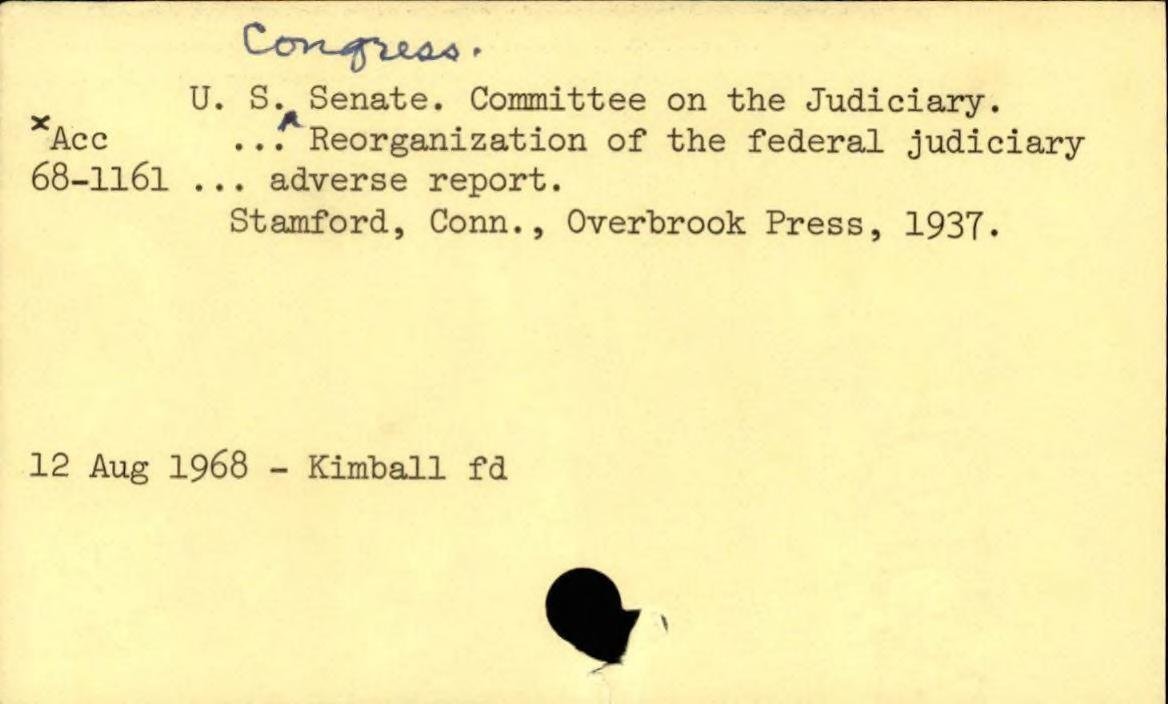 Congress.
U. S. Senate. Committee on the Judiciary.
xAcc ... Reorganization of the federal judiciary
68-1161 ... adverse report.
Stamford, Conn., Overbrook Press, 1937.
12 Aug 1968 - Kimball fd